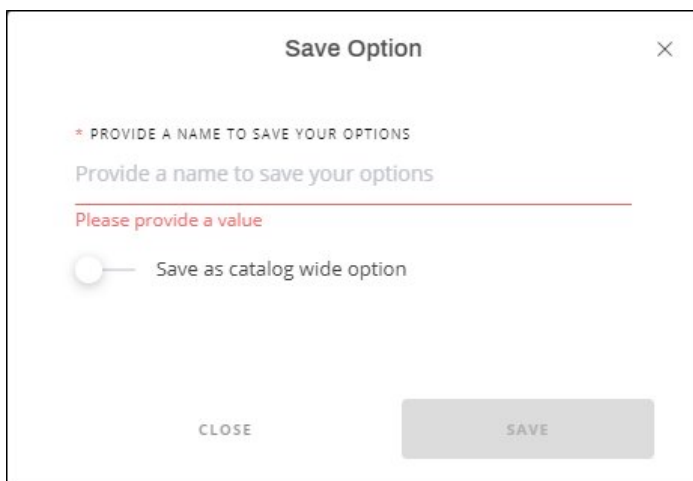 Save Option
* PROVIDE A NAME TO SAVE YOUR OPTIONS
Provide a name to save your options
Please provide a value
Save as catalog wide option
CLOSE SAVE